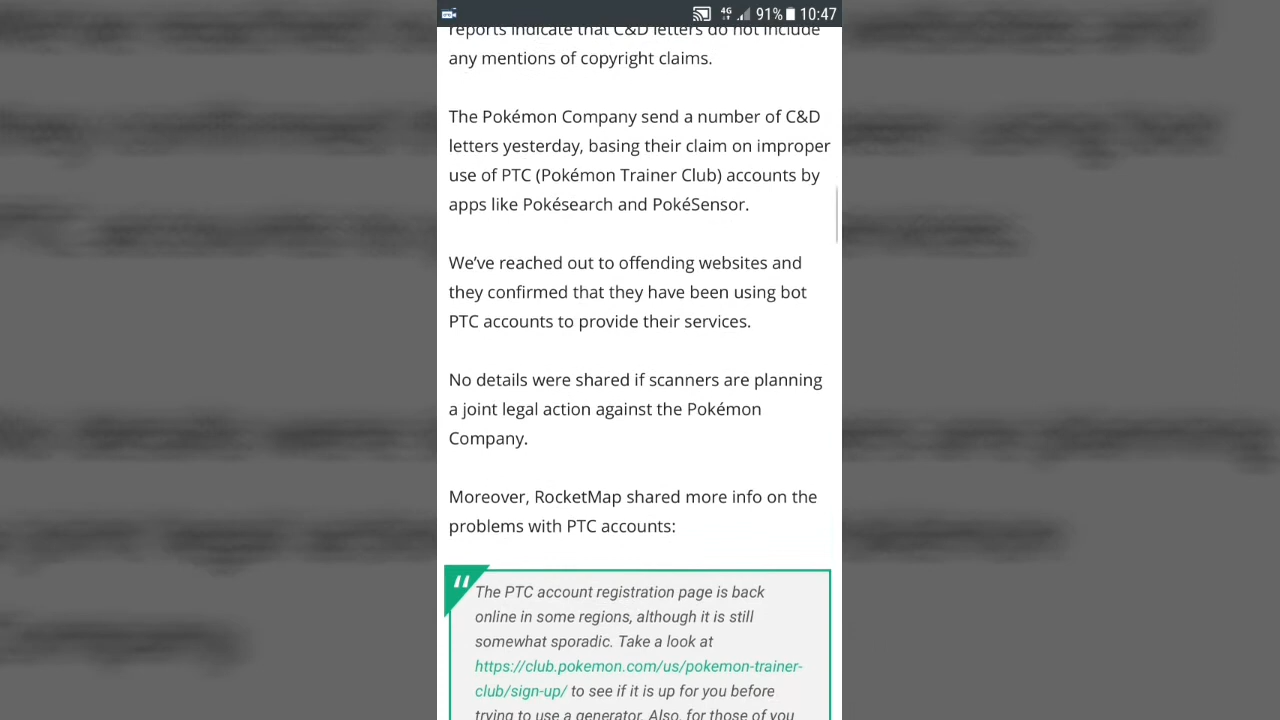 4G 91% 10:47
reports indicate that C&D letters do not include
any mentions of copyright claims.
The Pokémon Company send a number of C&D
letters yesterday, basing their claim on improper
use of PTC (Pokémon Trainer Club) accounts by
apps like Pokésearch and PokéSensor.
We've reached out to offending websites and
they confirmed that they have been using bot
PTC accounts to provide their services.
No details were shared if scanners are planning
a joint legal action against the Pokémon
Company.
Moreover, RocketMap shared more info on the
problems with PTC accounts:
"
The PTC account registration page is back
online in some regions, although it is still
somewhat sporadic. Take a look at
https://club.pokemon.com/us/pokemon-trainer-
club/sign-up/ to see if it is up for you before
trying to use a generator. Also, for those of you